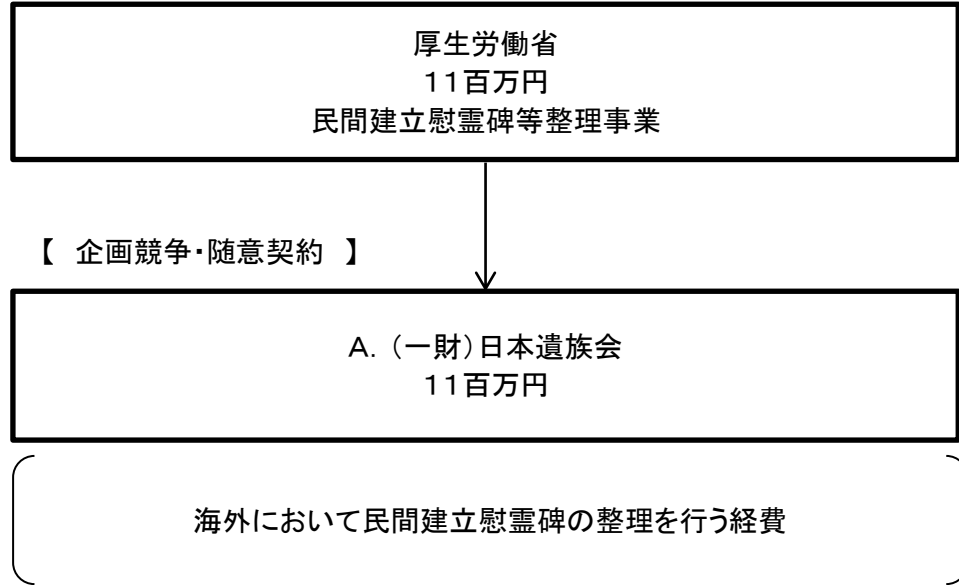 厚生労働省
１１百万円
民間建立慰霊碑等整理事業
【　企画競争・随意契約　】
Ａ．（一財）日本遺族会
１１百万円
海外において民間建立慰霊碑の整理を行う経費